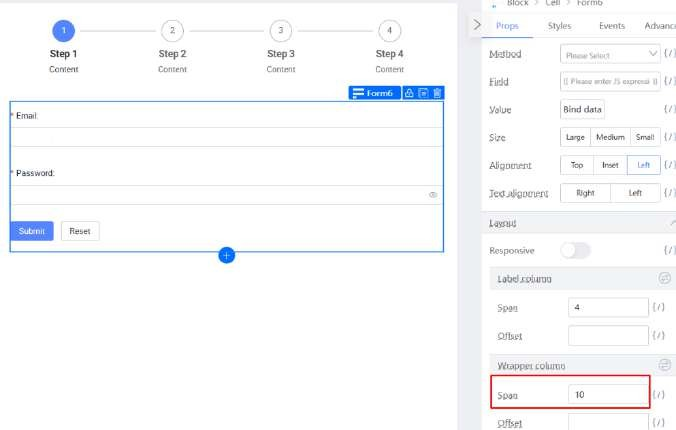 Block > Cell > Form6
Props Styles Events Advanc
1 2 3 4
Step 1 Step 2 Step 3 Step 4
Content Content Content Content
Method Please Select {/}
Form6
Field {{ Please enter JS expressi }} {/}
* Email:
Value Bind data {/}
Size Large Medium Small {/}
Alignment Top Inset Left {/}
* Password:
Text alignment Right Left {/}
Layout
Submit Reset
Responsive {/}
Label column
Span 4 {/}
Offset {/}
Wrapper column
Span 10 {/}
Offset {/}